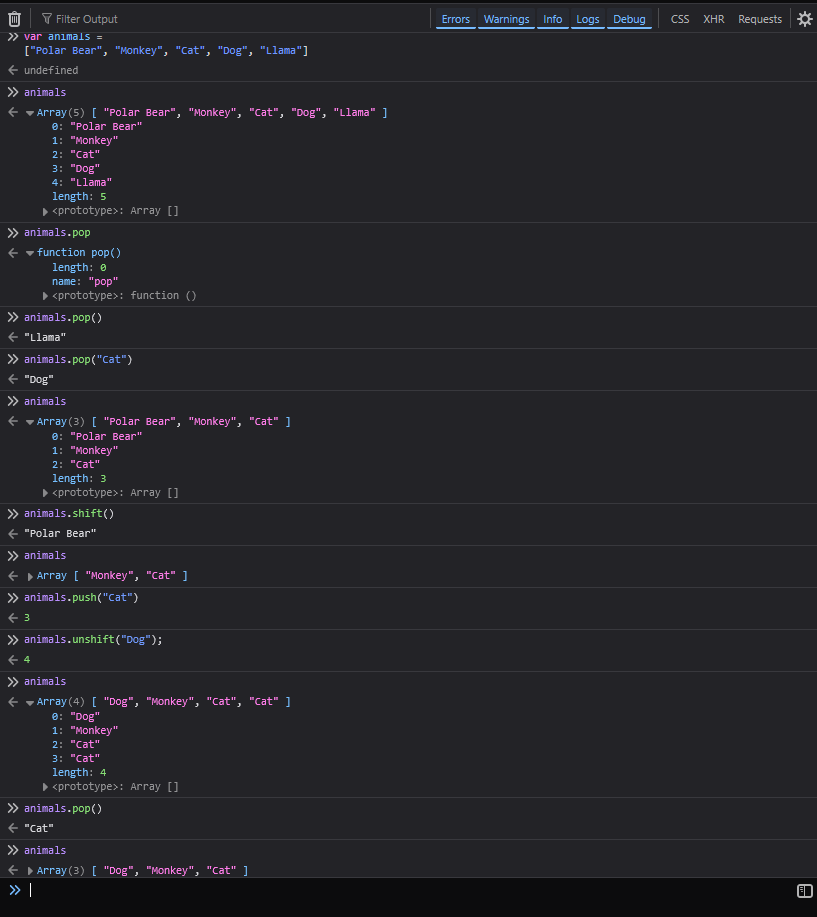 Filter Output Errors Warnings Info Logs Debug CSS XHR Requests
var animals =
["Polar Bear", "Monkey", "Cat", "Dog", "Llama"]
undefined
animals
Array(5) [ "Polar Bear", "Monkey", "Cat", "Dog", "Llama" ]
0: "Polar Bear"
1: "Monkey"
2: "Cat"
3: "Dog"
4: "Llama"
length: 5
<prototype>: Array []
animals.pop
function pop()
length: 0
name: "pop"
<prototype>: function ()
animals.pop()
"Llama"
animals.pop("Cat")
"Dog"
animals
Array(3) [ "Polar Bear", "Monkey", "Cat" ]
0: "Polar Bear"
1: "Monkey"
2: "Cat"
length: 3
<prototype>: Array []
animals.shift()
"Polar Bear"
animals
Array [ "Monkey", "Cat" ]
animals.push("Cat")
3
animals.unshift("Dog");
4
animals
Array(4) [ "Dog", "Monkey", "Cat", "Cat" ]
0: "Dog"
1: "Monkey"
2: "Cat"
3: "Cat"
length: 4
<prototype>: Array []
animals.pop()
"Cat"
animals
Array(3) [ "Dog", "Monkey", "Cat" ]